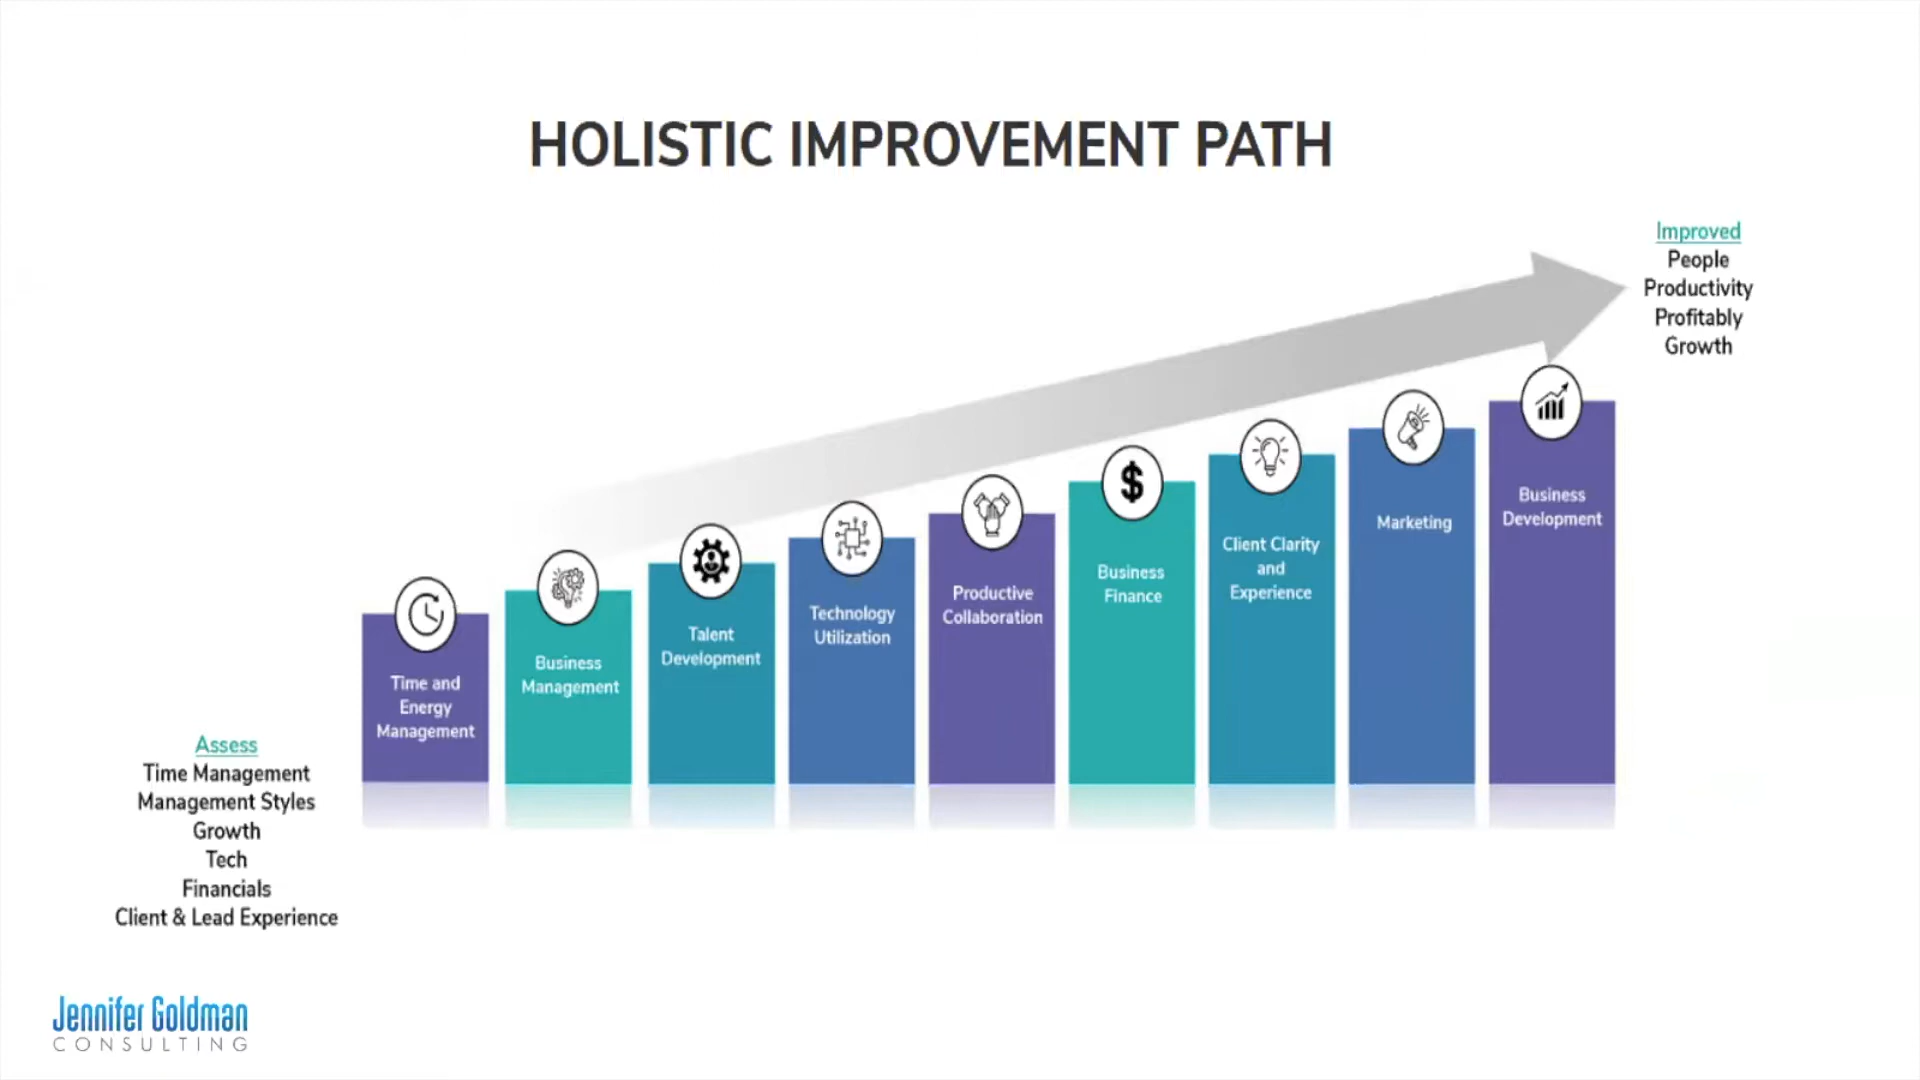 HOLISTIC IMPROVEMENT PATH
Improved
People
Productivity
Profitably
Growth
Time and
Energy
Management
Business
Management
Talent
Development
Technology
Utilization
Productive
Collaboration
$
Business
Finance
Client Clarity
and
Experience
Marketing
Business
Development
Assess
Time Management
Management Styles
Growth
Tech
Financials
Client & Lead Experience
Jennifer Goldman
CONSULTING